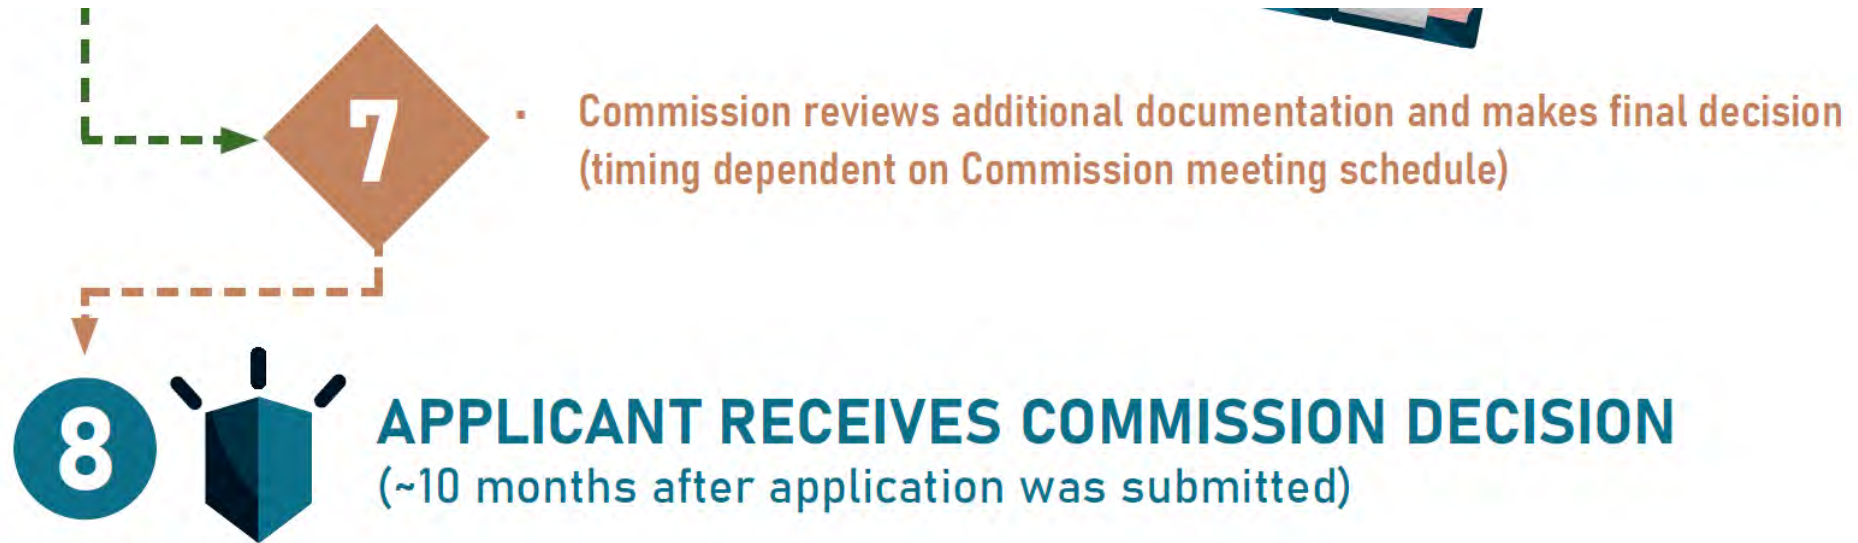 7
▪ Commission reviews additional documentation and makes final decision
(timing dependent on Commission meeting schedule)
8
APPLICANT RECEIVES COMMISSION DECISION
(~10 months after application was submitted)